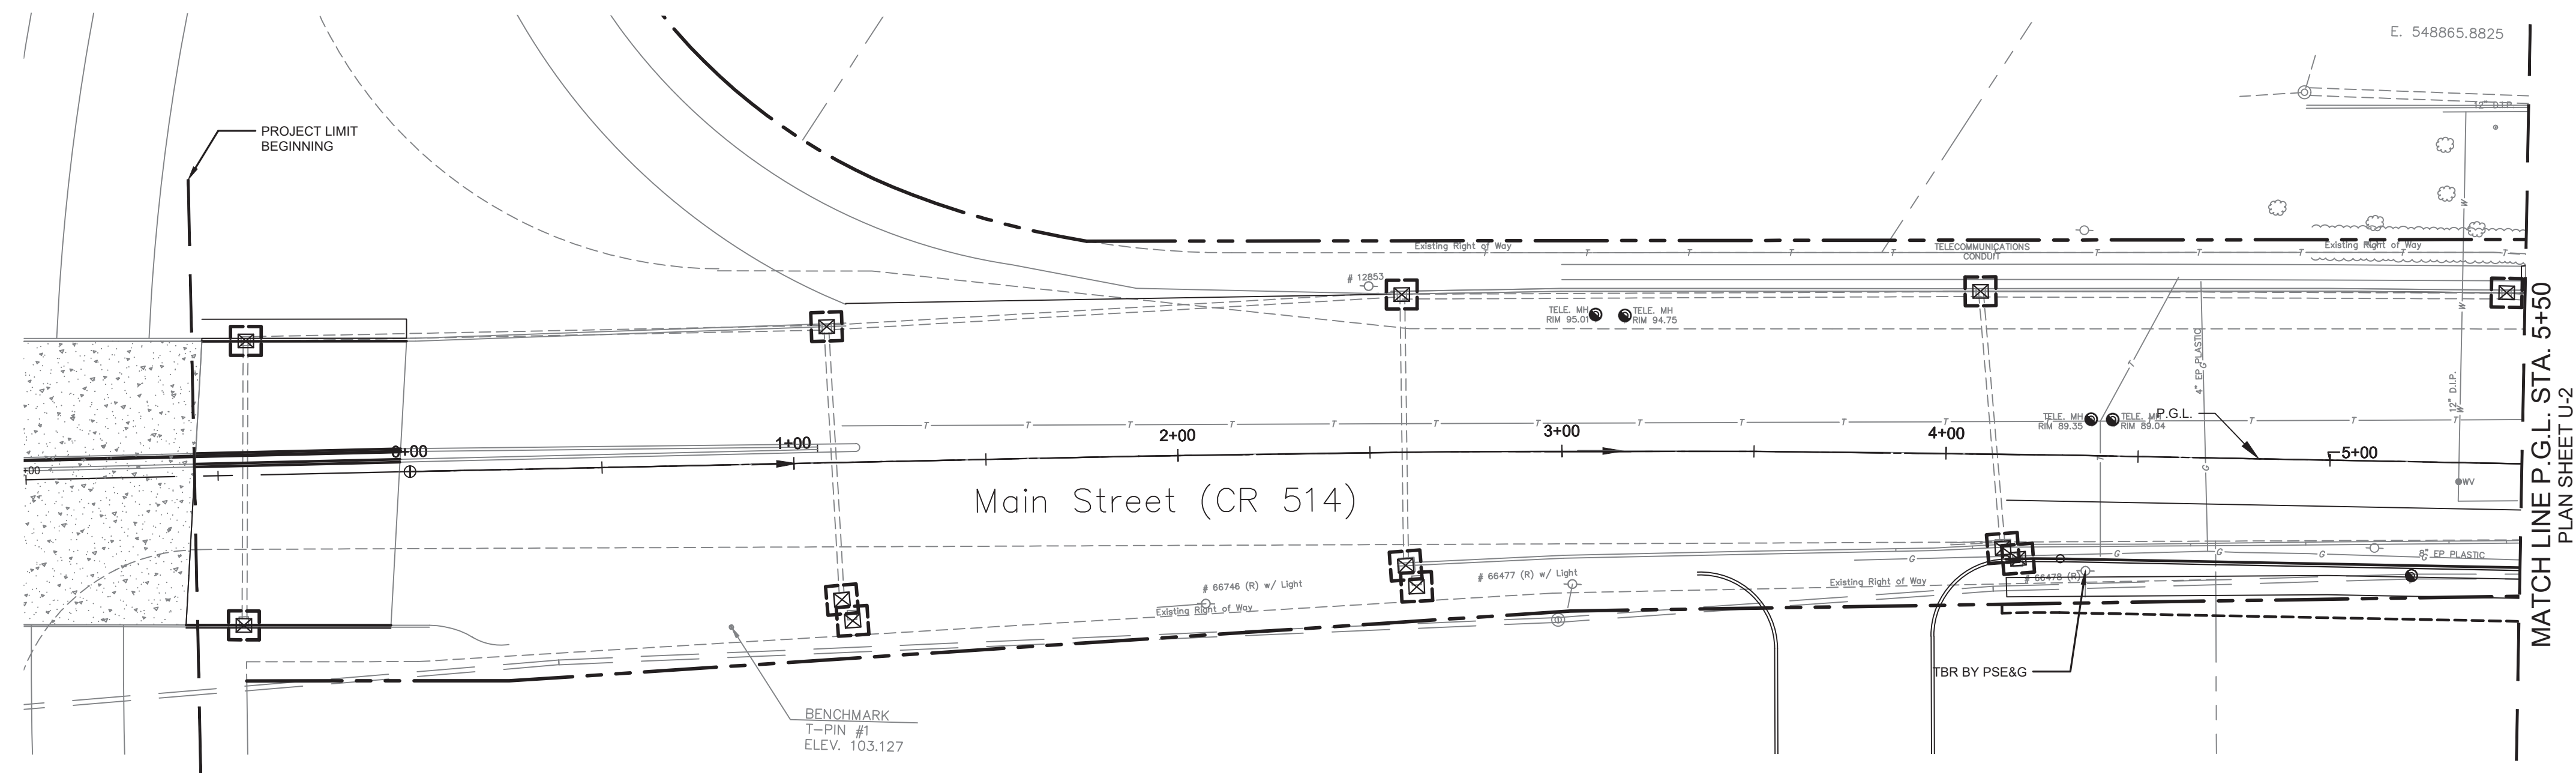 E. 548865.8825
12" D.I.P
PROJECT LIMIT
BEGINNING
Existing Right of Way
TELECOMMUNICATIONS
CONDUIT
Existing Right of Way
# 12853
TELE. MH
RIM 95.01
TELE. MH
RIM 94.75
4" EP PLASTIC
12" D.I.P.
TELE. MH
RIM 89.35
TELE. MH
RIM 89.04
P.G.L.
+00
0+00
1+00
2+00
3+00
4+00
5+00
WV
Main Street (CR 514)
8" EP PLASTIC
# 66746 (R) w/ Light
# 66477 (R) w/ Light
# 66478 (R)
Existing Right of Way
Existing Right of Way
TBR BY PSE&G
BENCHMARK
T-PIN #1
ELEV. 103.127
MATCH LINE P.G.L. STA. 5+50
PLAN SHEET U-2
T T T T T T T T T T T
T T T T T T T T T T T T T T
T
T
G
G
W
W
W
G G G G G